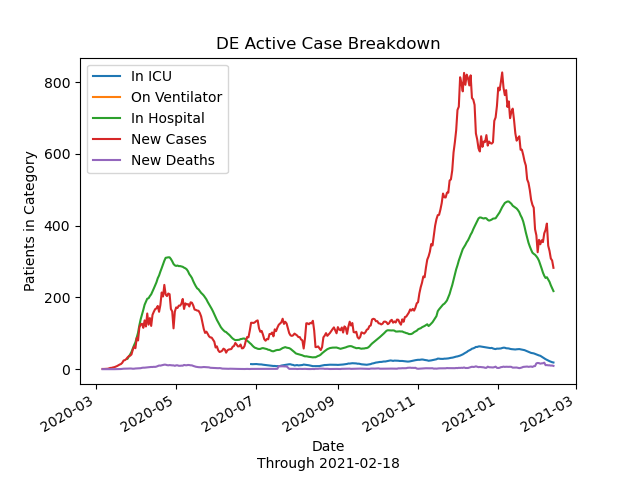 DE Active Case Breakdown
In ICU
On Ventilator
In Hospital
New Cases
New Deaths
Patients in Category
800
600
400
200
0
2020-03
2020-05
2020-07
2020-09
2020-11
2021-01
2021-03
Date
Through 2021-02-18